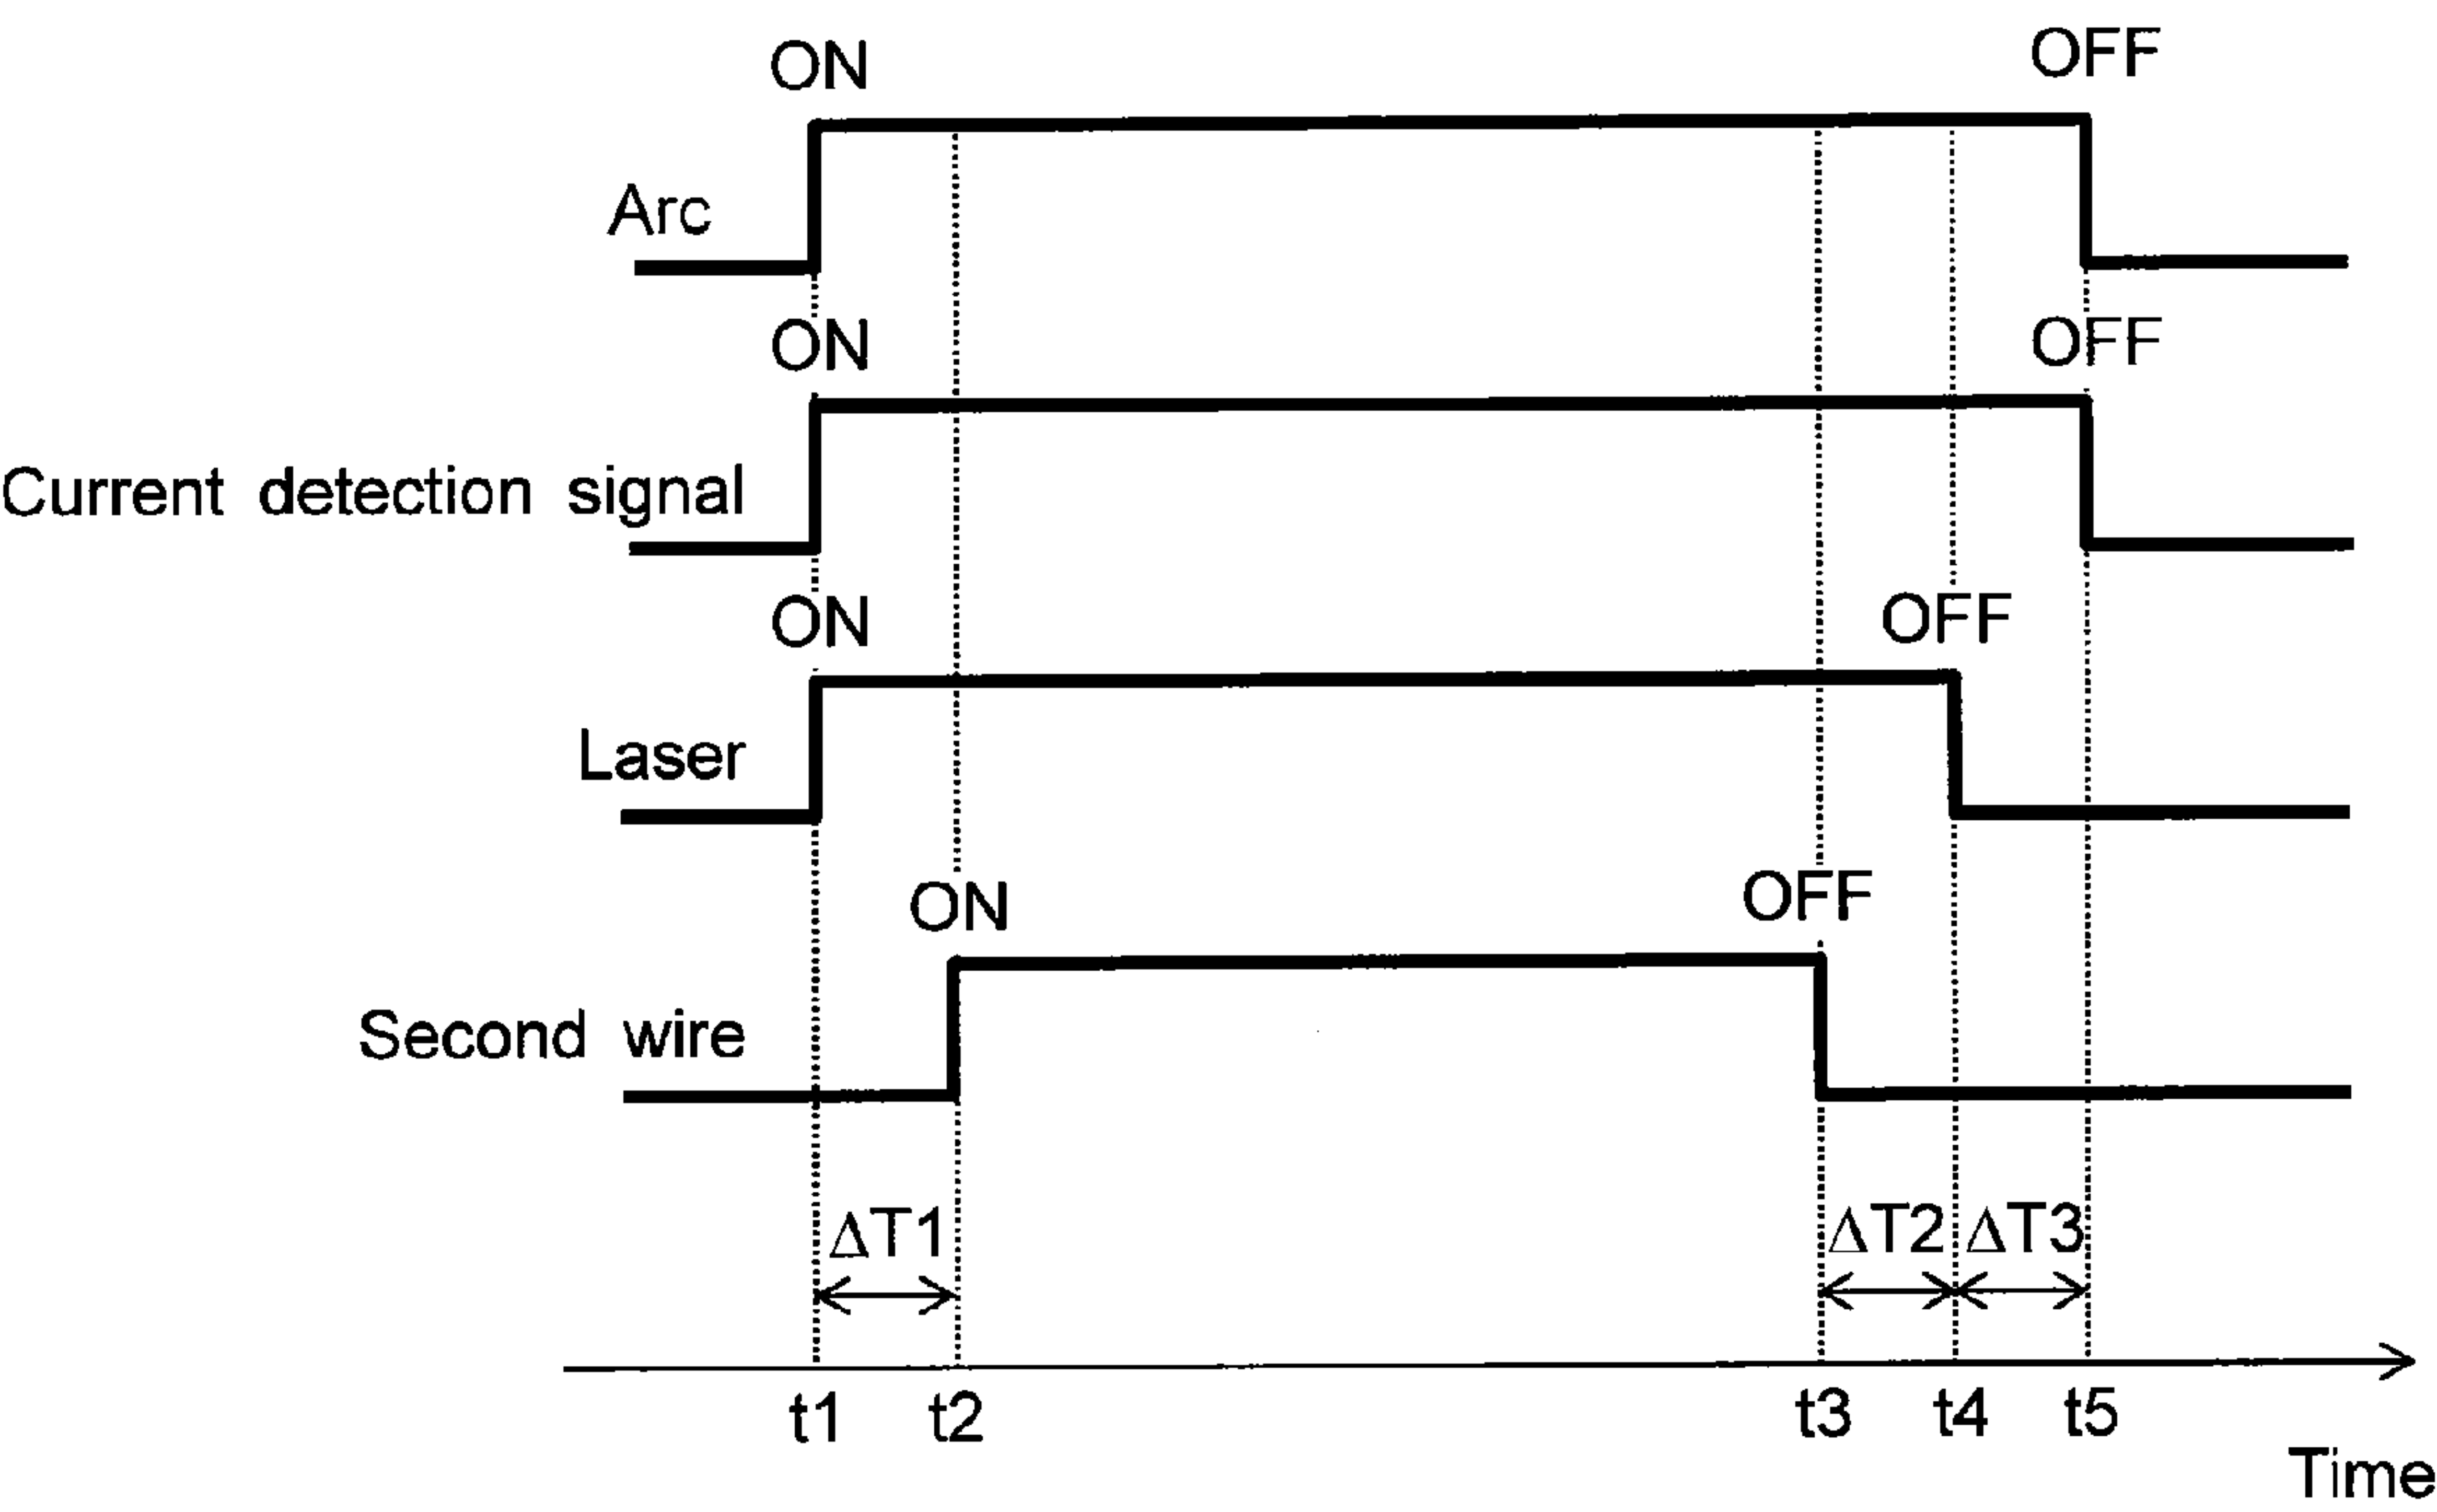 ON OFF
Arc
ON OFF
Current detection signal
ON OFF
Laser
ON OFF
Second wire
ΔT1 ΔT2 ΔT3
t1 t2 t3 t4 t5
Time